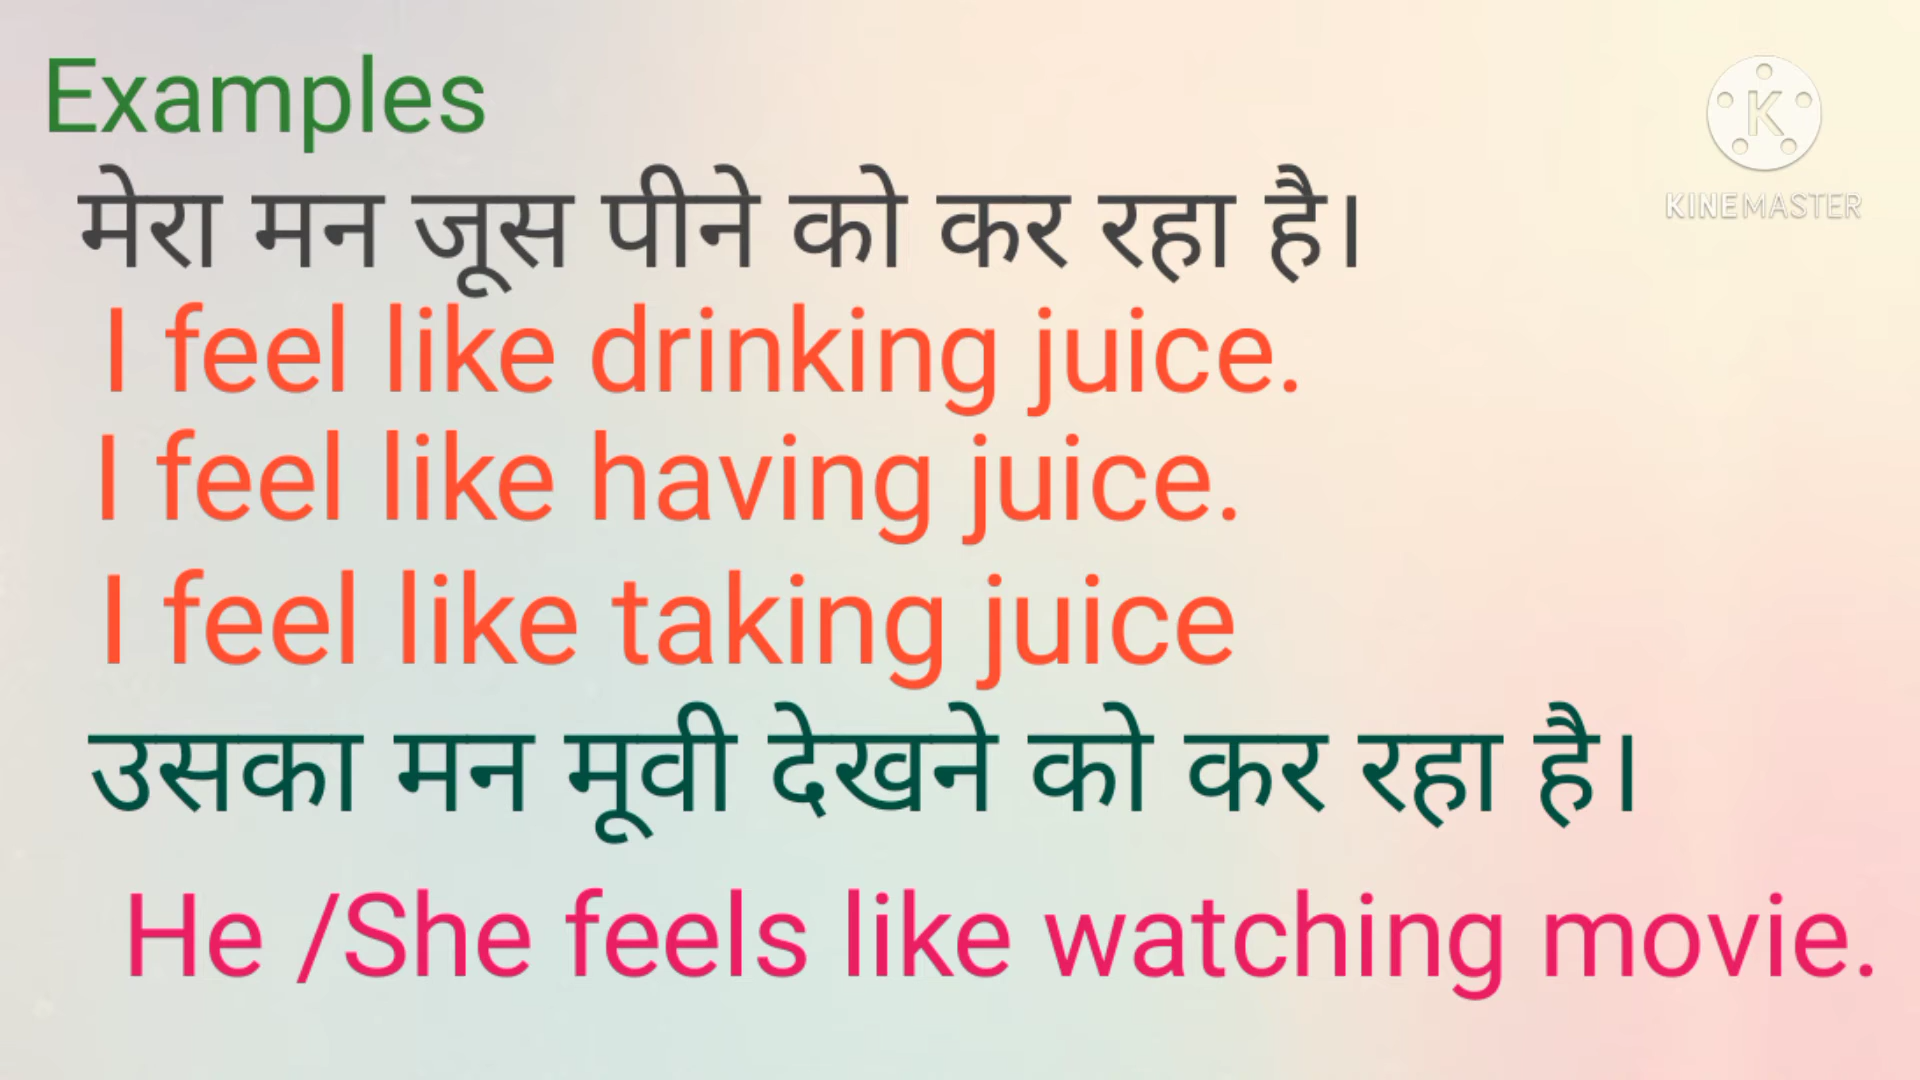 Examples
K
KINEMASTER
मेरा मन जूस पीने को कर रहा है।
I feel like drinking juice.
I feel like having juice.
I feel like taking juice
उसका मन मूवी देखने को कर रहा है।
He /She feels like watching movie.